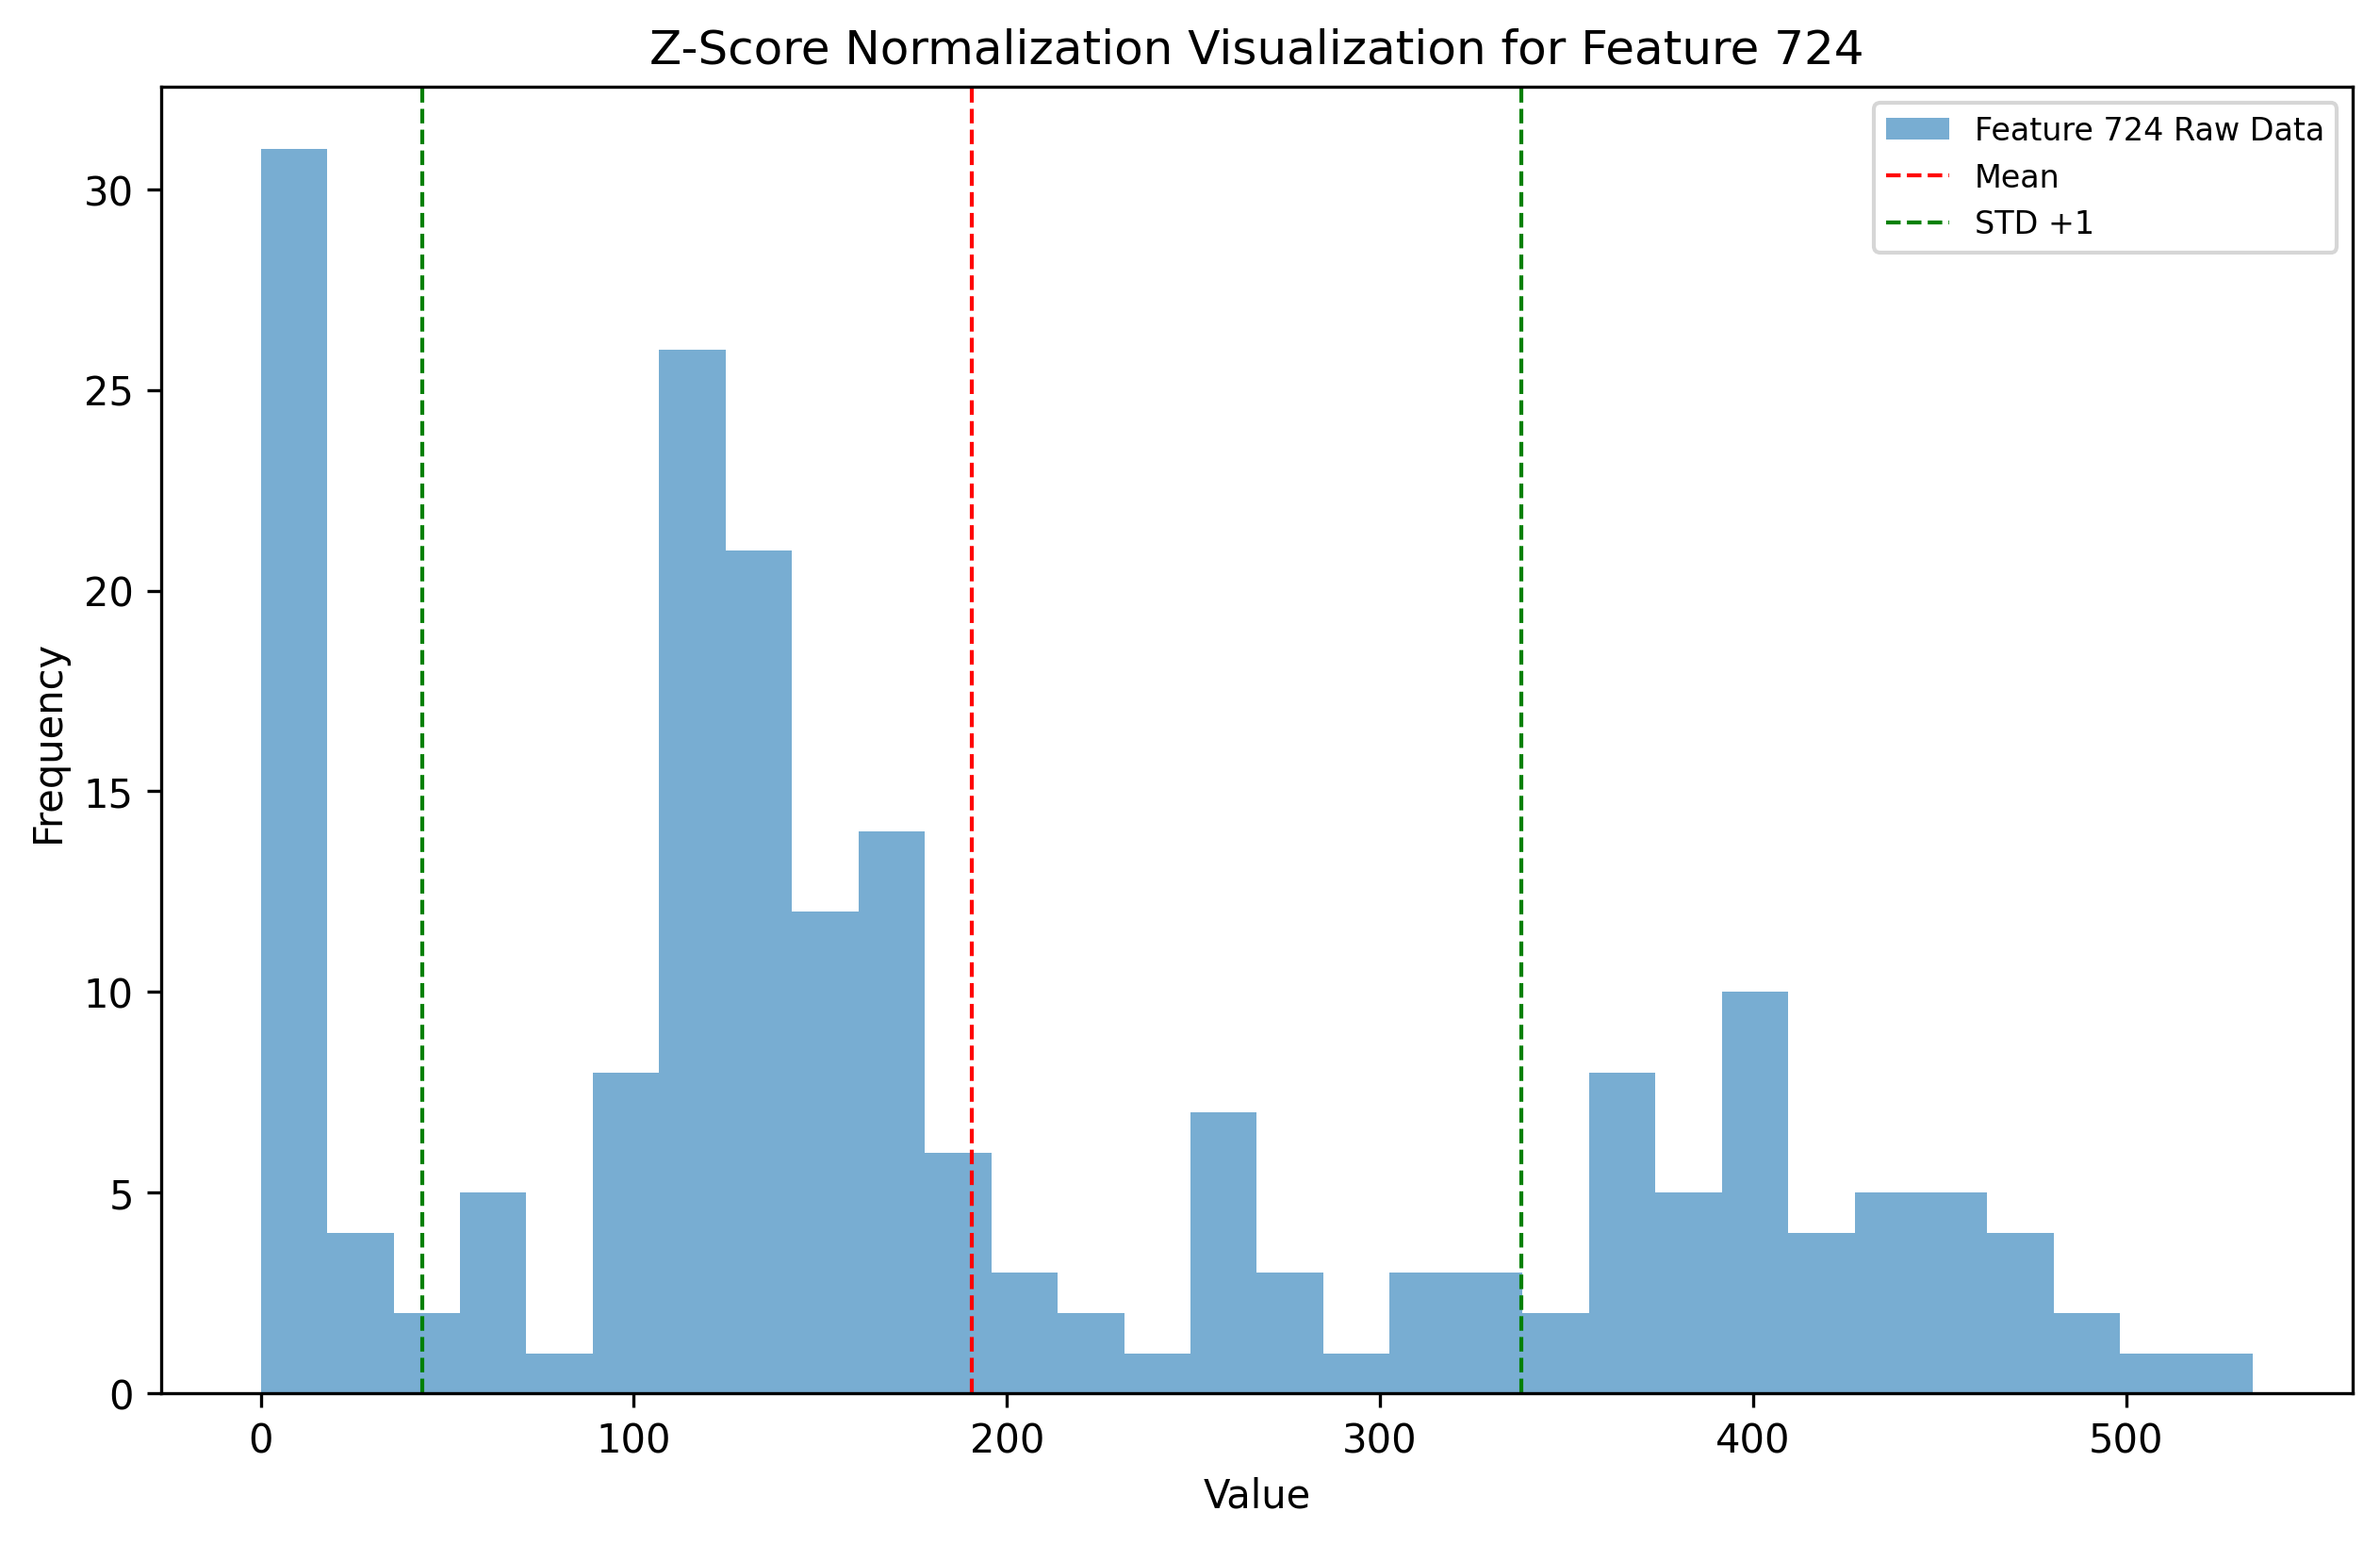 Z-Score Normalization Visualization for Feature 724
Feature 724 Raw Data
Mean
STD +1
Frequency
30
25
20
15
10
5
0
0 100 200 300 400 500
Value